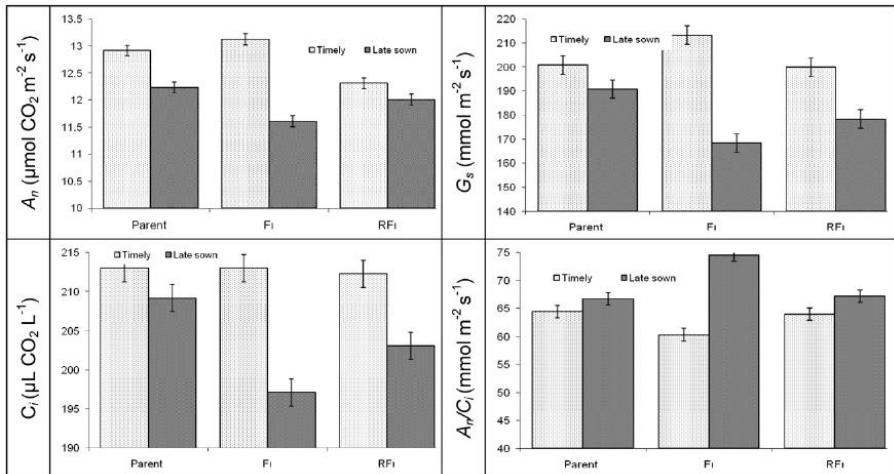 Aₙ (µmol CO₂ m⁻² s⁻¹)
13.5
13
12.5
12
11.5
11
10.5
10
Timely
Late sown
Parent
F₁
RF₁
Gₛ (mmol m⁻² s⁻¹)
220
210
200
190
180
170
160
150
140
Timely
Late sown
Parent
F₁
RF₁
Cᵢ (µL CO₂ L⁻¹)
215
210
205
200
195
190
Timely
Late sown
Parent
F₁
RF₁
Aₙ/Cᵢ (mmol m⁻² s⁻¹)
75
70
65
60
55
50
45
40
Timely
Late sown
Parent
F₁
RF₁